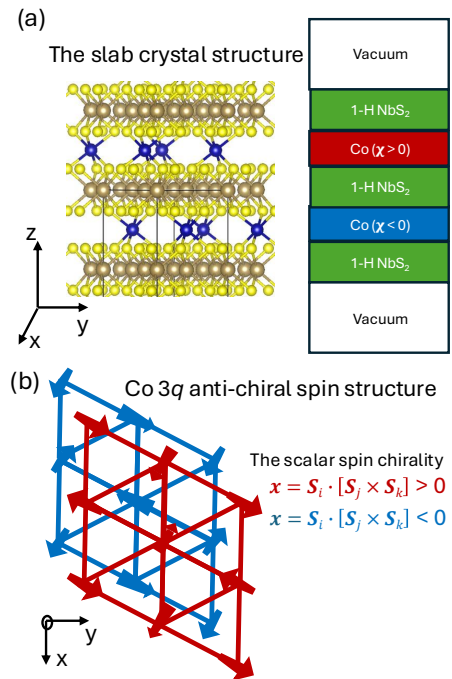 (a)
The slab crystal structure
Vacuum
1-H NbS₂
Co (χ > 0)
1-H NbS₂
Co (χ < 0)
1-H NbS₂
Vacuum
z
y
x
(b)
Co 3q anti-chiral spin structure
The scalar spin chirality
χ = Sᵢ · [Sⱼ × Sₖ] > 0
χ = Sᵢ · [Sⱼ × Sₖ] < 0
y
x